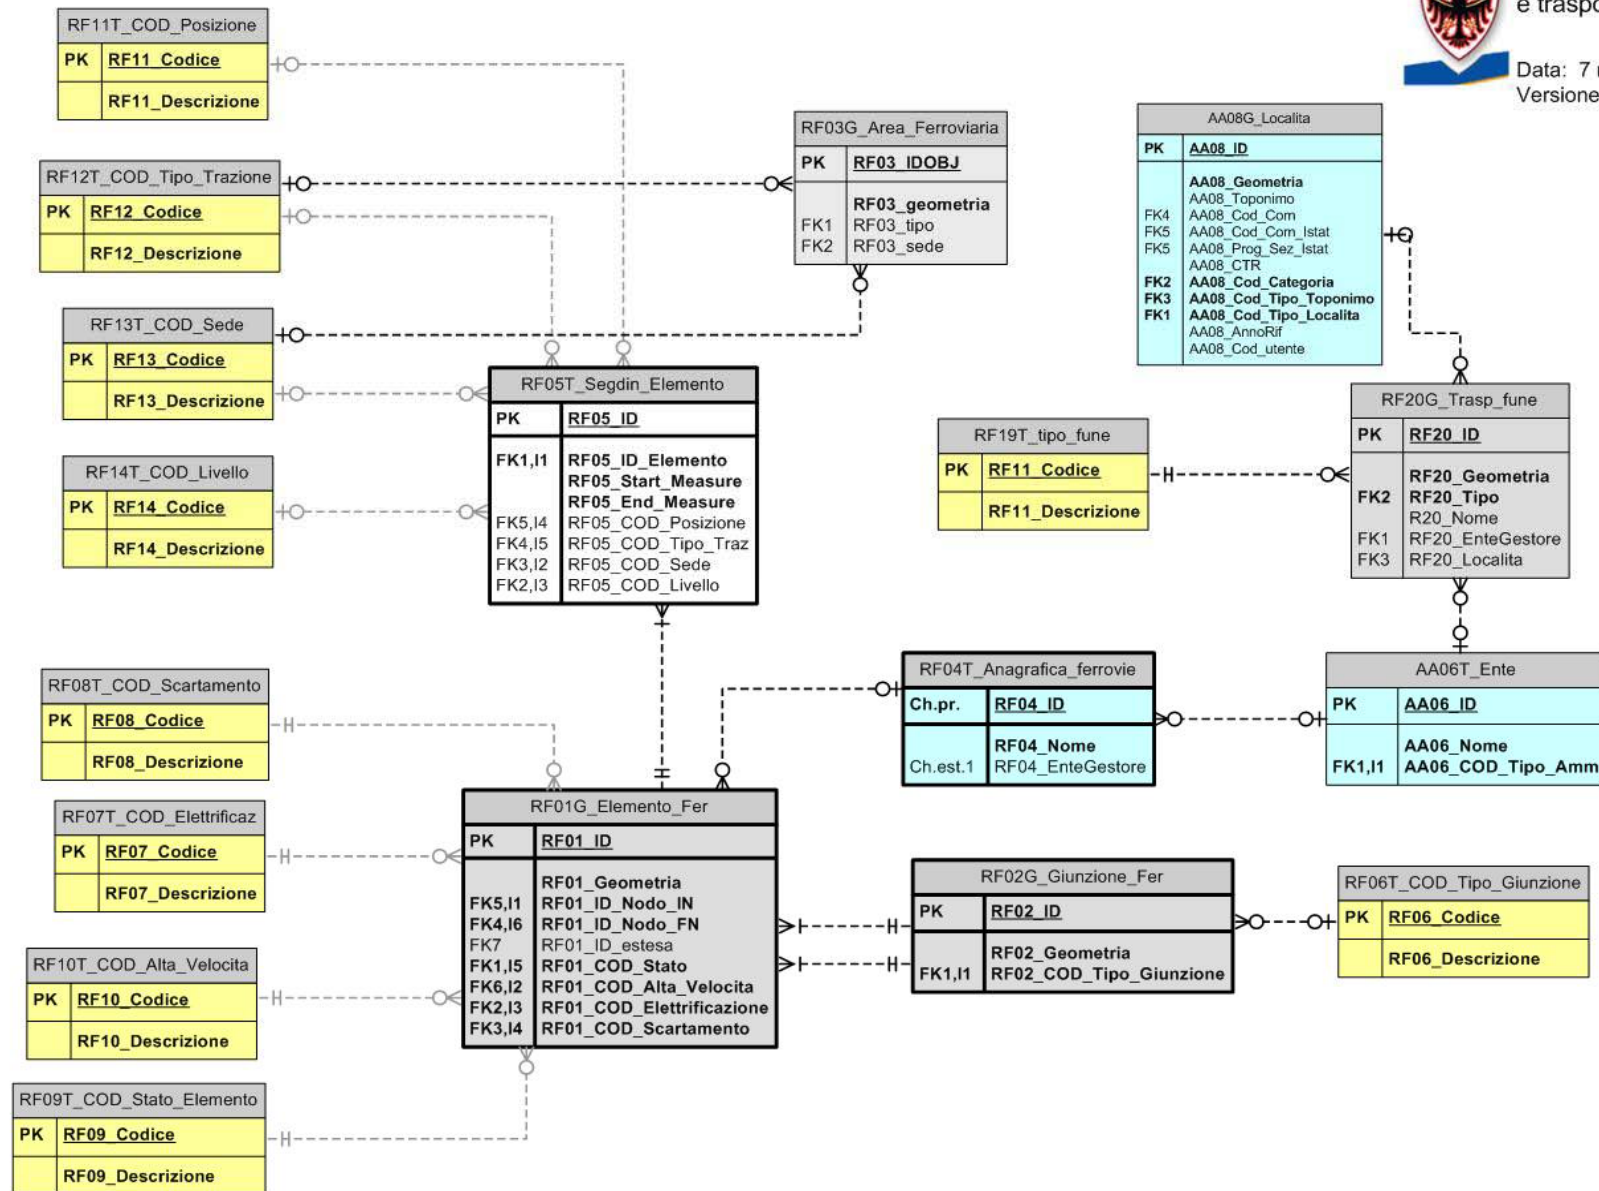 e trasp
Data: 7
Versione
RF11T_COD_Posizione
PK RF11_Codice
RF11_Descrizione
RF12T_COD_Tipo_Trazione
PK RF12_Codice
RF12_Descrizione
RF13T_COD_Sede
PK RF13_Codice
RF13_Descrizione
RF14T_COD_Livello
PK RF14_Codice
RF14_Descrizione
RF03G_Area_Ferroviaria
PK RF03_IDOBJ
RF03_geometria
FK1 RF03_tipo
FK2 RF03_sede
AA08G_Localita
PK AA08_ID
AA08_Geometria
AA08_Toponimo
FK4 AA08_Cod_Com
FK5 AA08_Cod_Com_Istat
FK5 AA08_Prog_Sez_Istat
AA08_CTR
FK2 AA08_Cod_Categoria
FK3 AA08_Cod_Tipo_Toponimo
FK1 AA08_Cod_Tipo_Localita
AA08_AnnoRif
AA08_Cod_utente
RF05T_Segdin_Elemento
PK RF05_ID
FK1,I1 RF05_ID_Elemento
RF05_Start_Measure
RF05_End_Measure
FK5,I4 RF05_COD_Posizione
FK4,I5 RF05_COD_Tipo_Traz
FK3,I2 RF05_COD_Sede
FK2,I3 RF05_COD_Livello
RF19T_tipo_fune
PK RF11_Codice
RF11_Descrizione
RF20G_Trasp_fune
PK RF20_ID
RF20_Geometria
FK2 RF20_Tipo
R20_Nome
FK1 RF20_EnteGestore
FK3 RF20_Localita
RF08T_COD_Scartamento
PK RF08_Codice
RF08_Descrizione
RF04T_Anagrafica_ferrovie
Ch.pr. RF04_ID
RF04_Nome
Ch.est.1 RF04_EnteGestore
AA06T_Ente
PK AA06_ID
AA06_Nome
FK1,I1 AA06_COD_Tipo_Amm
RF07T_COD_Elettrificaz
PK RF07_Codice
RF07_Descrizione
RF01G_Elemento_Fer
PK RF01_ID
RF01_Geometria
FK5,I1 RF01_ID_Nodo_IN
FK4,I6 RF01_ID_Nodo_FN
FK7 RF01_ID_estesa
FK1,I5 RF01_COD_Stato
FK6,I2 RF01_COD_Alta_Velocita
FK2,I3 RF01_COD_Elettrificazione
FK3,I4 RF01_COD_Scartamento
RF02G_Giunzione_Fer
PK RF02_ID
RF02_Geometria
FK1,I1 RF02_COD_Tipo_Giunzione
RF06T_COD_Tipo_Giunzione
PK RF06_Codice
RF06_Descrizione
RF10T_COD_Alta_Velocita
PK RF10_Codice
RF10_Descrizione
RF09T_COD_Stato_Elemento
PK RF09_Codice
RF09_Descrizione